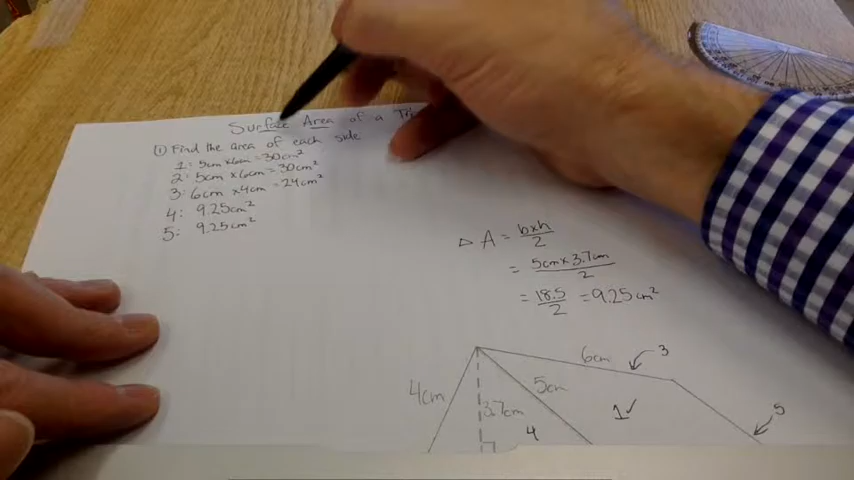 Surface Area of a
① Find the area of each side
1: 5cm x 6cm = 30cm²
2: 5cm x 6cm = 30cm²
3: 6cm x 4cm = 24cm²
4: 9.25cm²
5: 9.25cm²
△ A = bxh/2
= 5cm x 3.7cm/2
= 18.5/2 = 9.25cm²
6cm
3
4cm
5cm
3.7cm
1 ✓
5
4